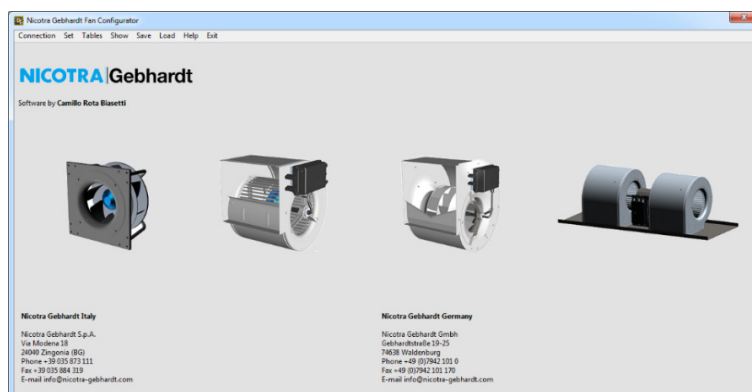 Nicotra Gebhardt Fan Configurator
Connection Set Tables Show Save Load Help Exit
NICOTRA|Gebhardt
Software by Camillo Rota Biasetti
Nicotra Gebhardt Italy
Nicotra Gebhardt S.p.A.
Via Modena 18
24040 Zingonia (BG)
Phone +39 035 873 111
Fax +39 035 884 319
E-mail info@nicotra-gebhardt.com
Nicotra Gebhardt Germany
Nicotra Gebhardt Gmbh
Gebhardtstraße 19-25
74638 Waldenburg
Phone +49 (0)7942 101 0
Fax +49 (0)7942 101 170
E-mail info@nicotra-gebhardt.com